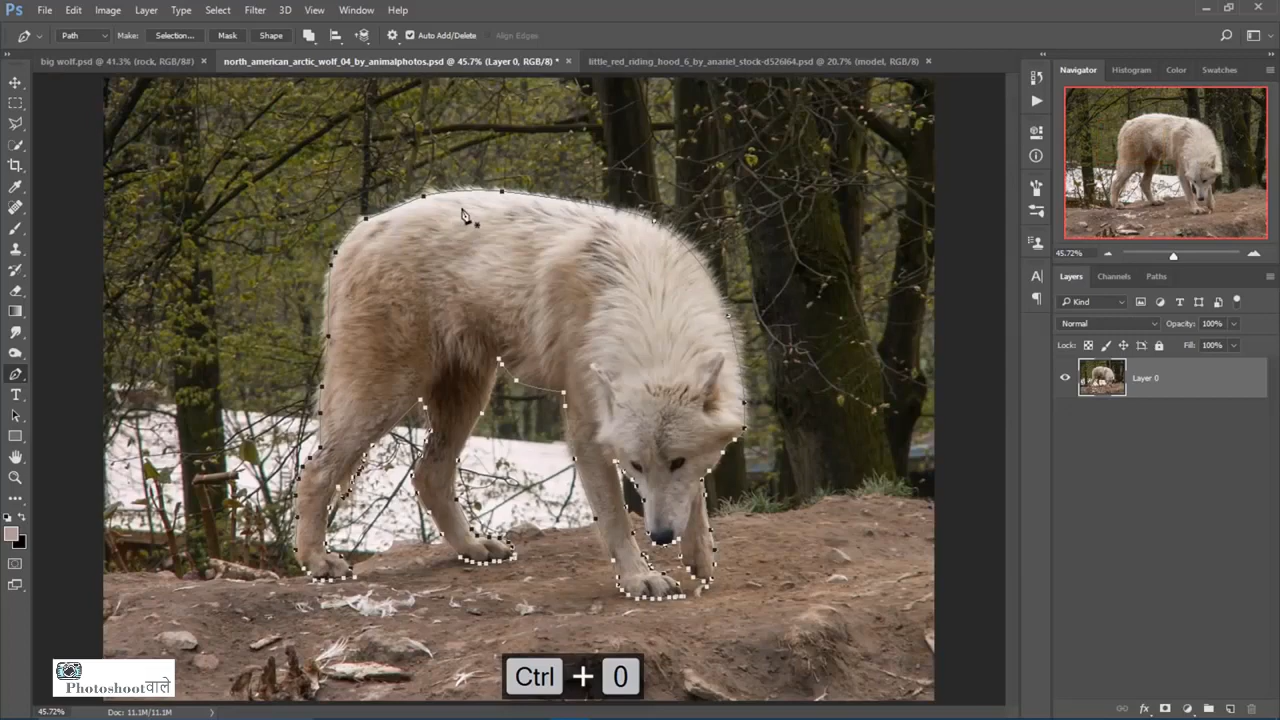 Ps File Edit Image Layer Type Select Filter 3D View Window Help
Path Make: Selection... Mask Shape Auto Add/Delete Align Edges
big wolf.psd @ 41.3% (rock, RGB/8#) × north_american_arctic_wolf_04_by_animalphotos.psd @ 45.7% (Layer 0, RGB/8) * × little_red_riding_hood_6_by_anariel_stock-d526l64.psd @ 20.7% (model, RGB/8) ×
Navigator Histogram Color Swatches
45.72%
Layers Channels Paths
Kind
Normal Opacity: 100%
Lock: Fill: 100%
Layer 0
Ctrl + 0
Photoshootवाले
45.72% Doc: 11.1M/11.1M